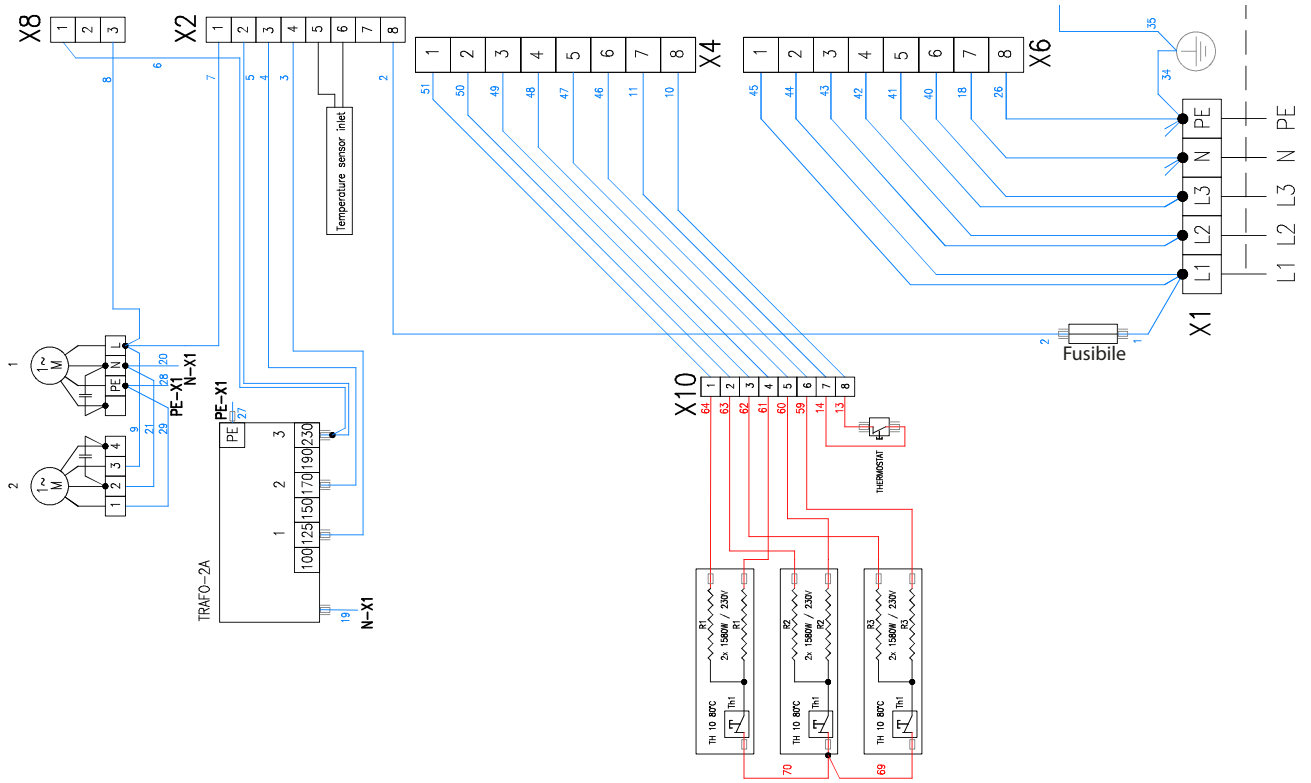 X8
1
2
3
X2
1
2
3
4
5
6
7
8
1
2
3
4
5
6
7
8
X4
1
2
3
4
5
6
7
8
X6
8
6
7
5
4
3
2
51
50
49
48
47
46
11
10
45
44
43
42
41
40
18
26
35
34
Temperature sensor inlet
L1
L2
L3
N
PE
L1
L2
L3
N
PE
X1
2
1
Fusibile
1
1~
M
PE
N
L
20
28
N-X1
PE-X1
9
21
29
2
1~
M
1
2
3
4
PE-X1
27
PE
3
2
1
230
190
170
150
125
100
TRAFO-2A
19
N-X1
X10
1
2
3
4
5
6
7
8
64
63
62
61
60
59
14
13
THERMOSTAT
R1
R1
2x 1580W / 230V
TH 10 80°C
Th1
R2
R2
2x 1580W / 230V
TH 10 80°C
Th1
R3
R3
2x 1580W / 230V
TH 10 80°C
Th1
70
69